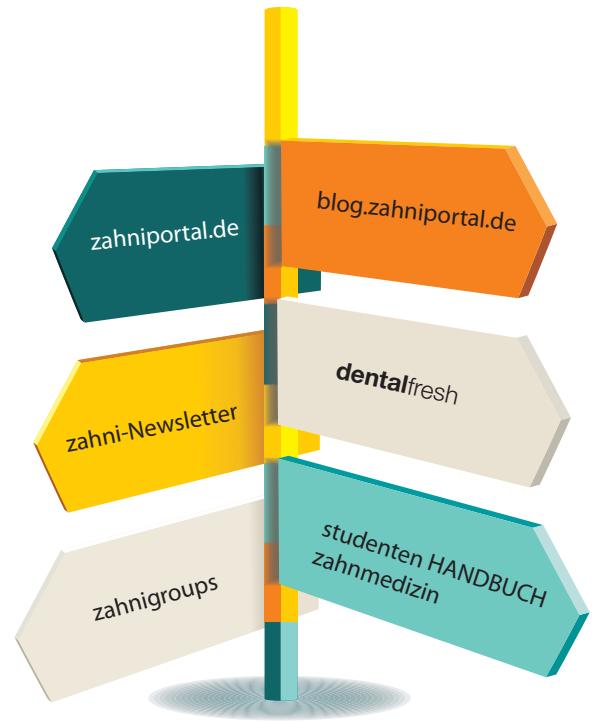 zahniportal.de
blog.zahniportal.de
zahni-Newsletter
dentalfresh
zahnigroups
studenten HANDBUCH
zahnmedizin